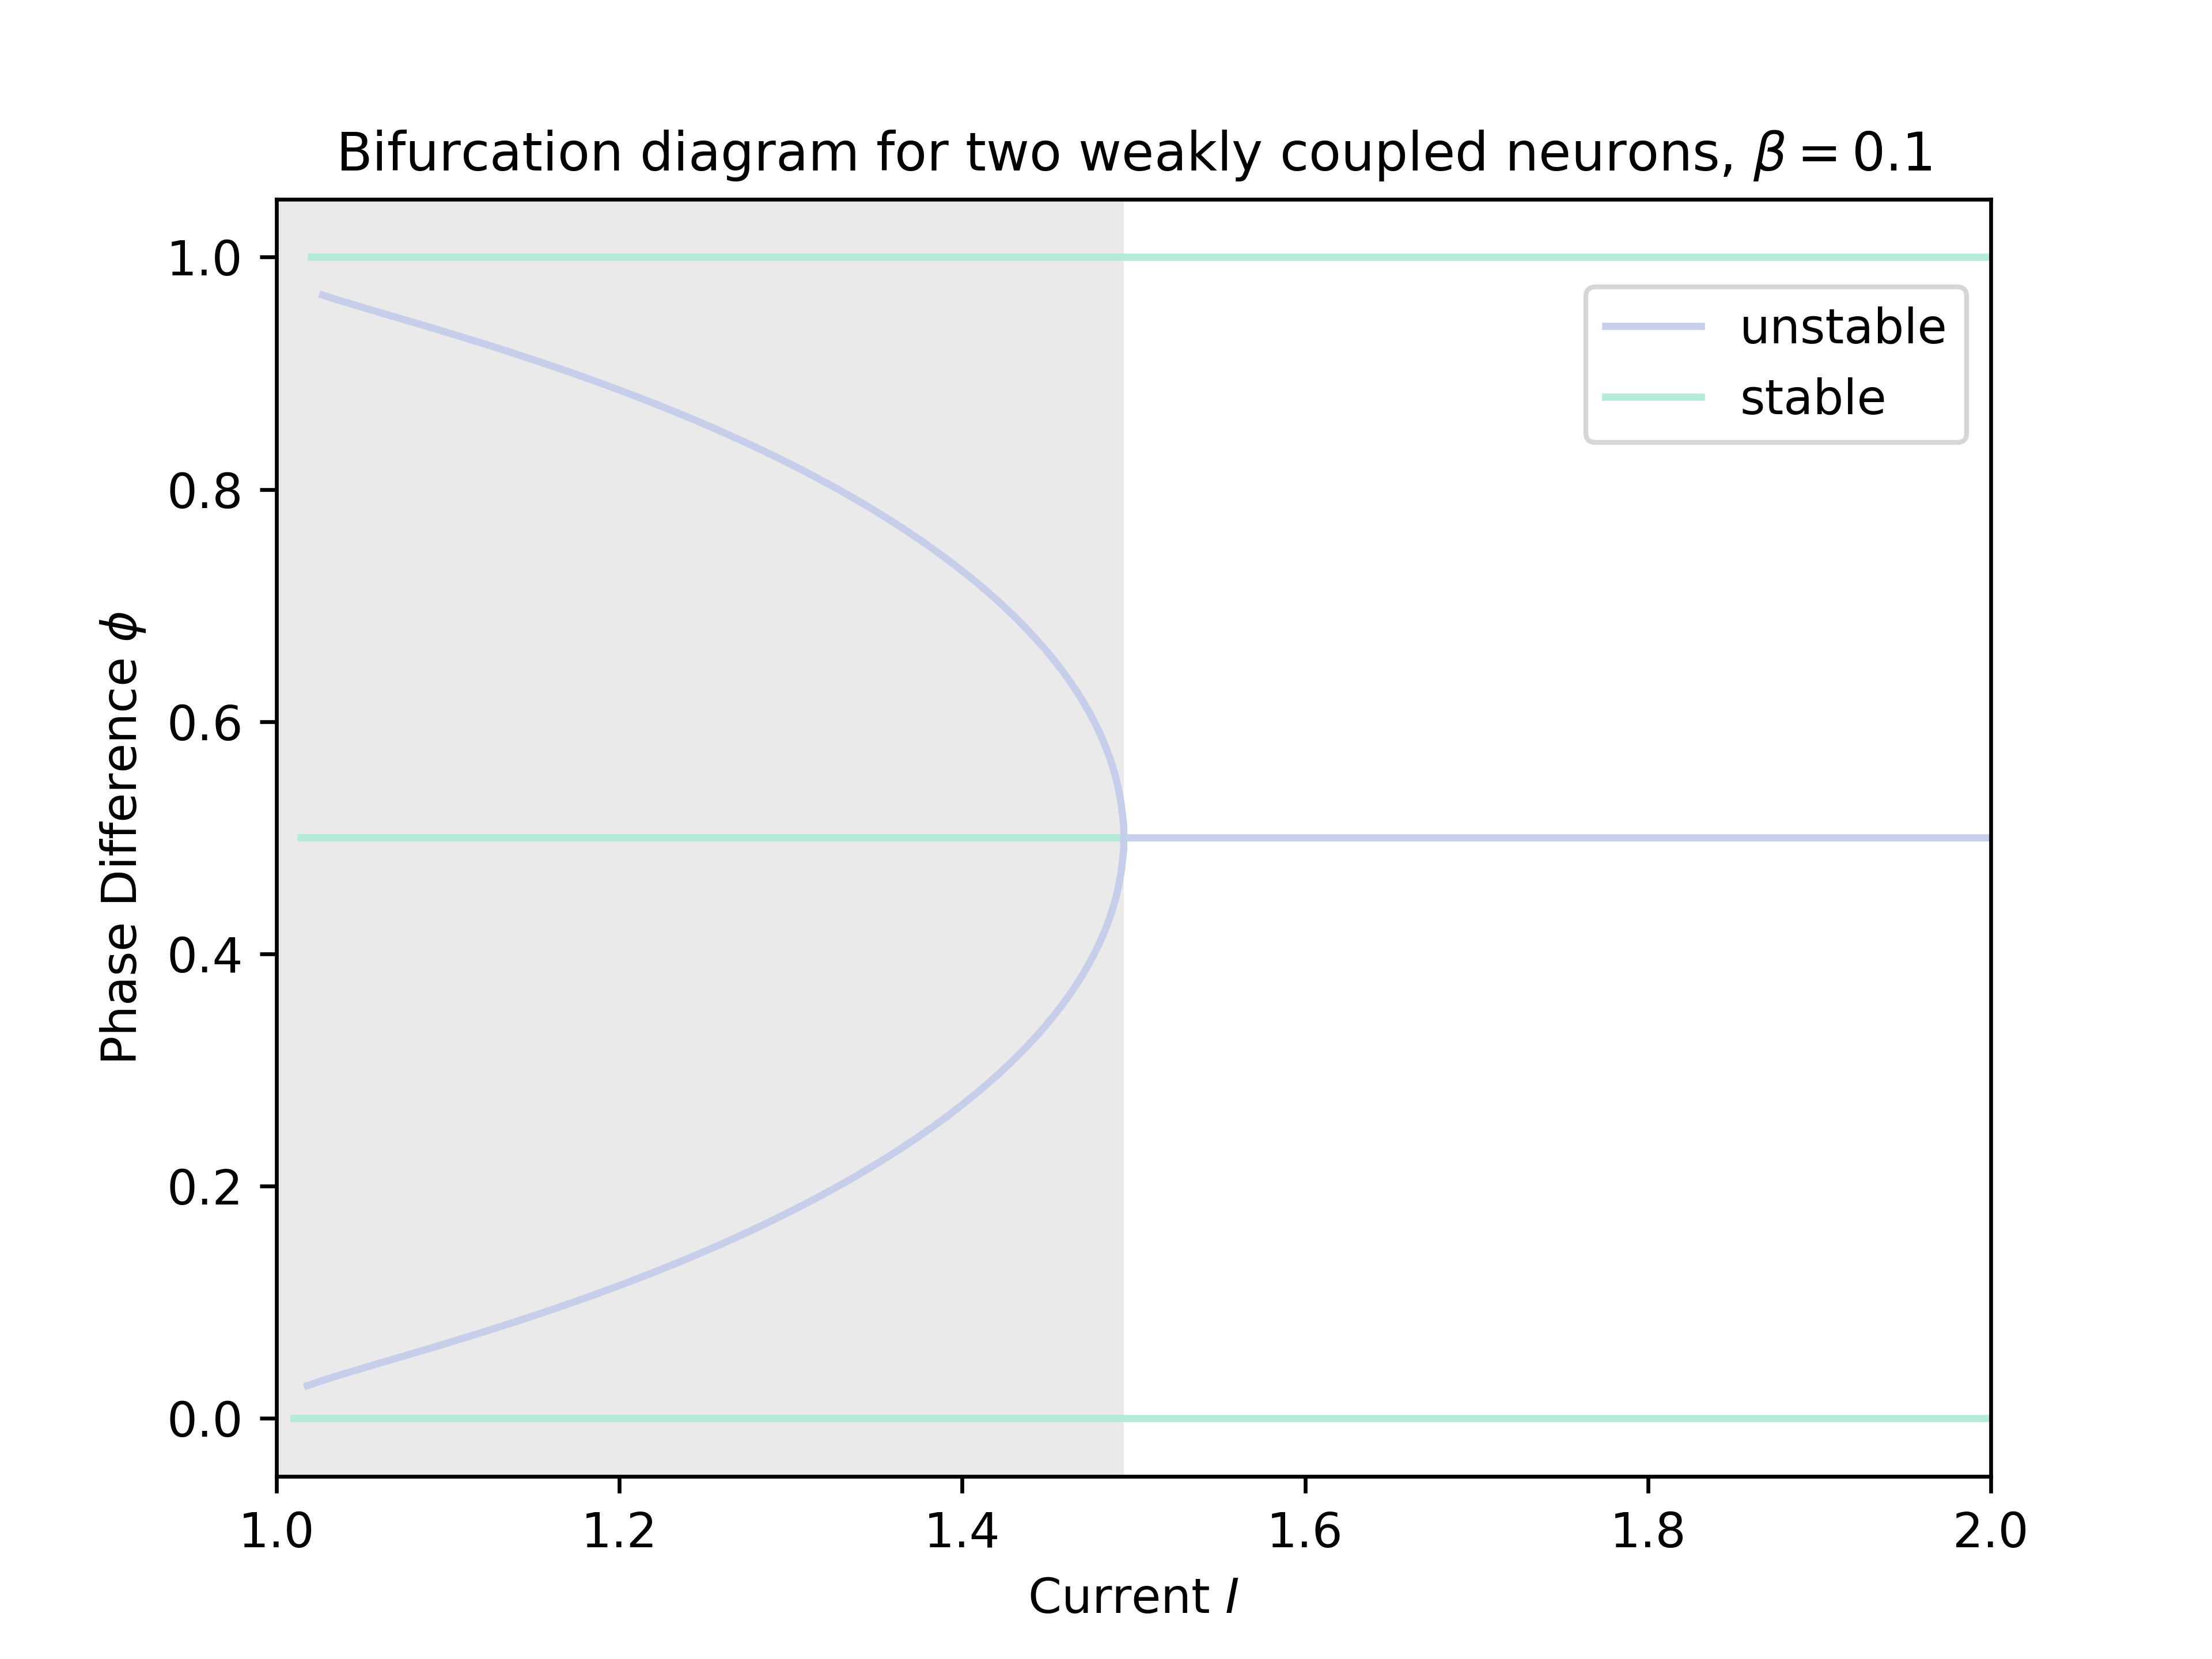 Bifurcation diagram for two weakly coupled neurons, β = 0.1
1.0
0.8
0.6
0.4
0.2
0.0
Phase Difference ϕ
unstable
stable
1.0 1.2 1.4 1.6 1.8 2.0
Current I